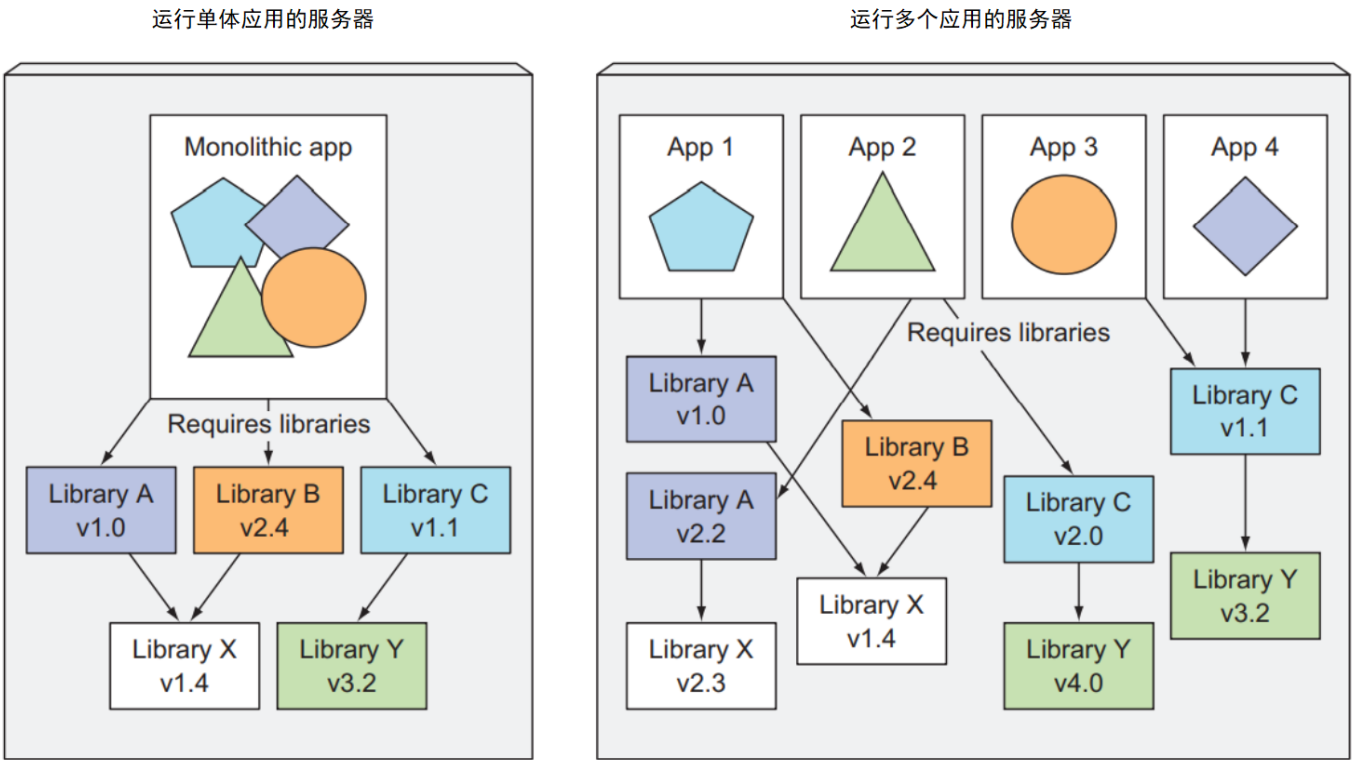 运行单体应用的服务器
Monolithic app
Requires libraries
Library A
v1.0
Library B
v2.4
Library C
v1.1
Library X
v1.4
Library Y
v3.2
运行多个应用的服务器
App 1
App 2
App 3
App 4
Requires libraries
Library A
v1.0
Library B
v2.4
Library C
v1.1
Library A
v2.2
Library C
v2.0
Library X
v1.4
Library Y
v3.2
Library X
v2.3
Library Y
v4.0